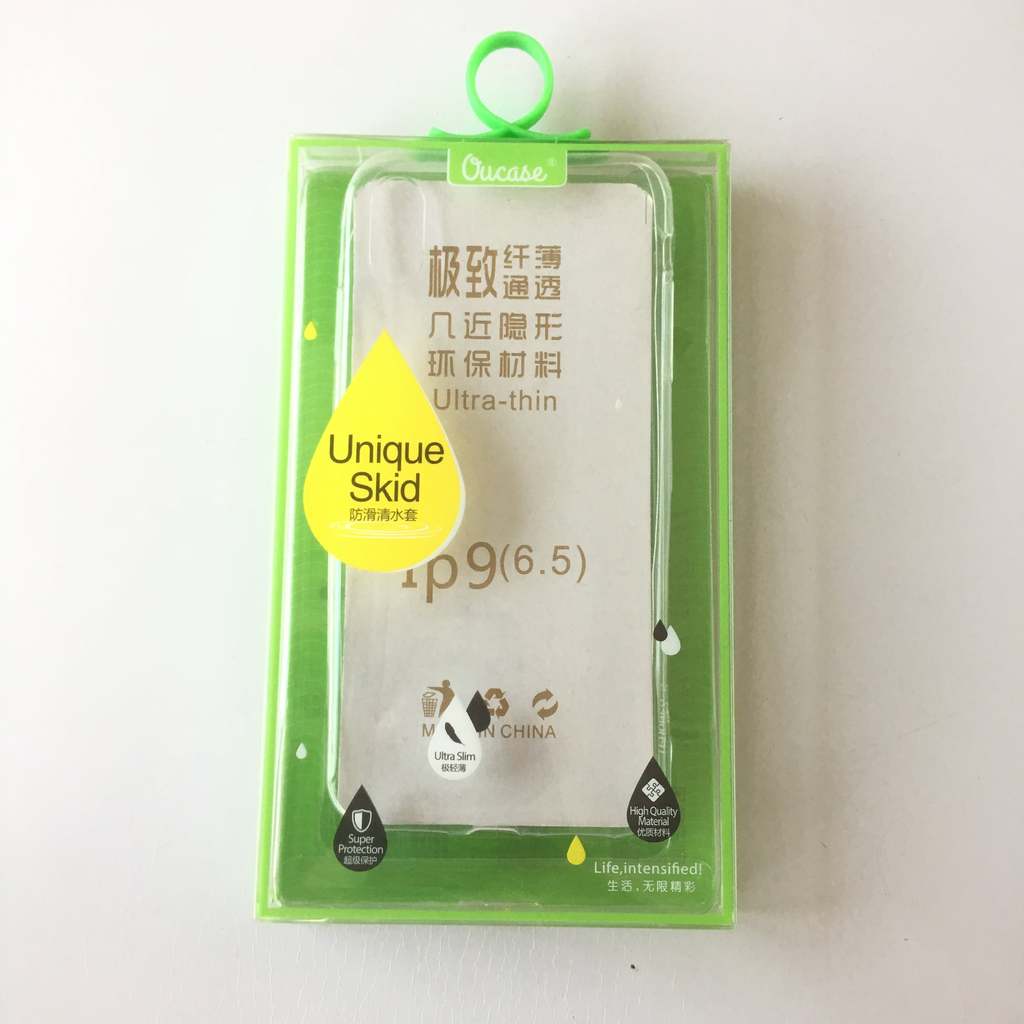 Oucase®
极致纤薄
通透
几近隐形
环保材料
Ultra-thin
Unique
Skid
防滑清水套
Ip9(6.5)
IN CHINA
Ultra Slim
极轻薄
Super
Protection
超级保护
High Quality
Material
优质材料
Life,intensified!
生活,无限精彩